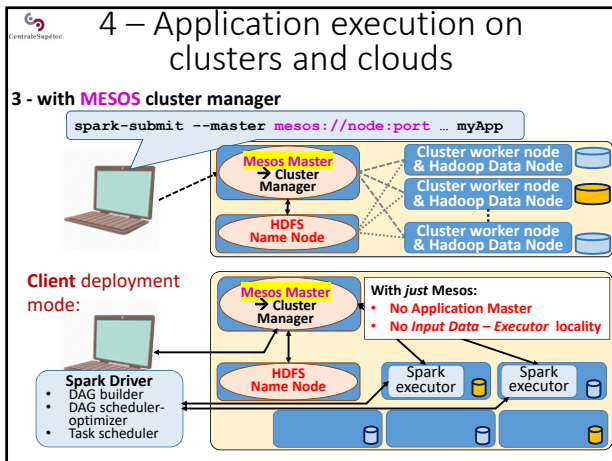 CentraleSupélec
4 – Application execution on
clusters and clouds
3 - with MESOS cluster manager
spark-submit --master mesos://node:port … myApp
Mesos Master
→ Cluster
Manager
HDFS
Name Node
Cluster worker node
& Hadoop Data Node
Cluster worker node
& Hadoop Data Node
Cluster worker node
& Hadoop Data Node
Client deployment
mode:
Mesos Master
→ Cluster
Manager
HDFS
Name Node
With just Mesos:
• No Application Master
• No Input Data – Executor locality
Spark
executor
Spark
executor
Spark Driver
• DAG builder
• DAG scheduler-
optimizer
• Task scheduler